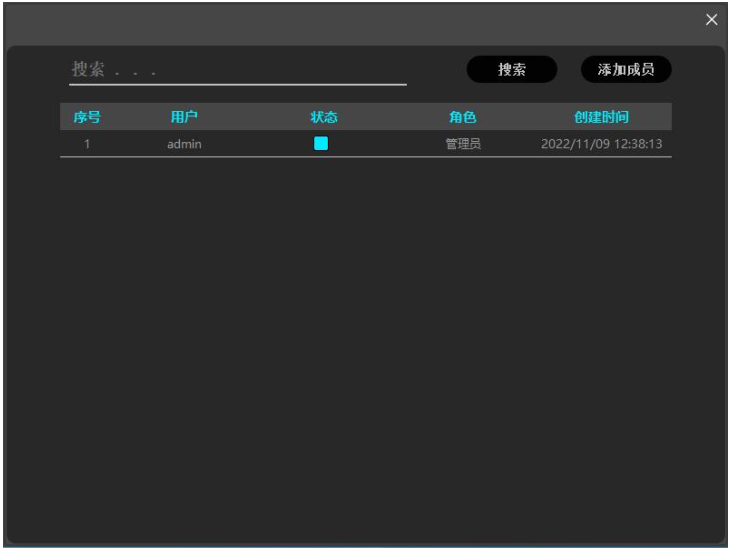 搜索 . . .
搜索
添加成员
序号 用户 状态 角色 创建时间
1 admin 管理员 2022/11/09 12:38:13